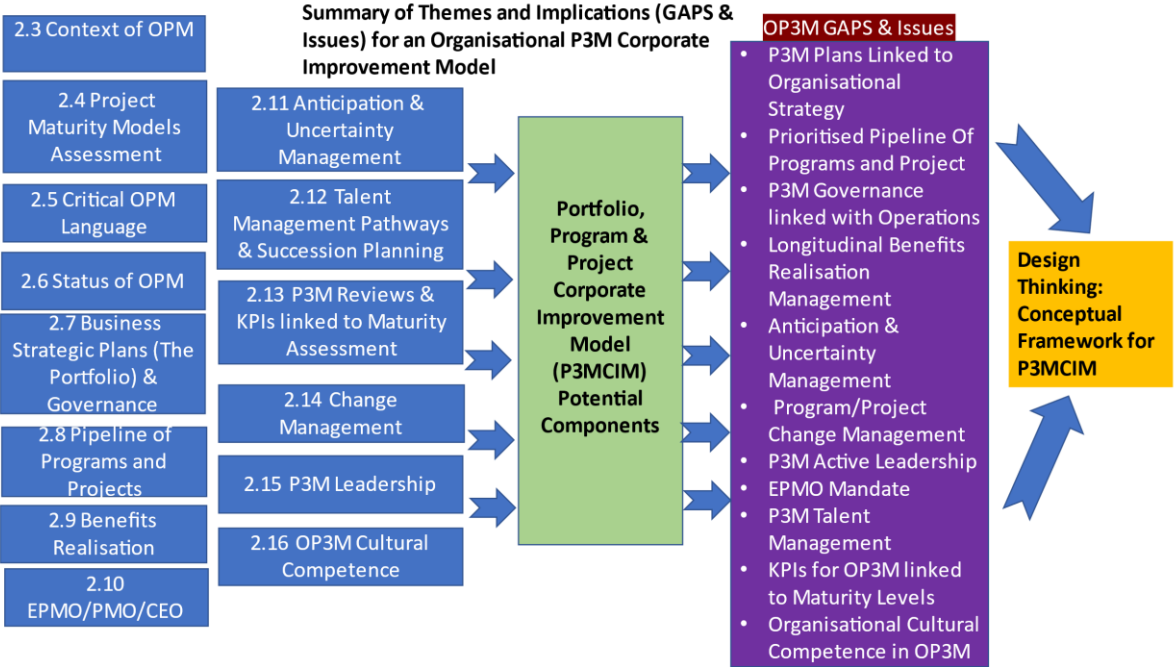 Summary of Themes and Implications (GAPS &
Issues) for an Organisational P3M Corporate
Improvement Model
2.3 Context of OPM
2.4 Project
Maturity Models
Assessment
2.5 Critical OPM
Language
2.6 Status of OPM
2.7 Business
Strategic Plans (The
Portfolio) &
Governance
2.8 Pipeline of
Programs and
Projects
2.9 Benefits
Realisation
2.10
EPMO/PMO/CEO
2.11 Anticipation &
Uncertainty
Management
2.12 Talent
Management Pathways
& Succession Planning
2.13 P3M Reviews &
KPIs linked to Maturity
Assessment
2.14 Change
Management
2.15 P3M Leadership
2.16 OP3M Cultural
Competence
Portfolio,
Program &
Project
Corporate
Improvement
Model
(P3MCIM)
Potential
Components
OP3M GAPS & Issues
• P3M Plans Linked to
Organisational
Strategy
• Prioritised Pipeline Of
Programs and Project
• P3M Governance
linked with Operations
• Longitudinal Benefits
Realisation
Management
• Anticipation &
Uncertainty
Management
• Program/Project
Change Management
• P3M Active Leadership
• EPMO Mandate
• P3M Talent
Management
• KPIs for OP3M linked
to Maturity Levels
• Organisational Cultural
Competence in OP3M
Design
Thinking:
Conceptual
Framework for
P3MCIM